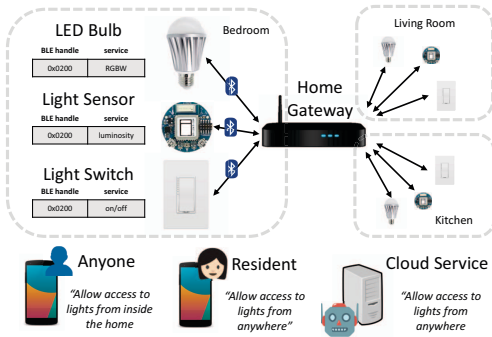 LED Bulb
BLE handle service
0x0200 RGBW
Bedroom
Light Sensor
BLE handle service
0x0200 luminosity
Light Switch
BLE handle service
0x0200 on/off
Home
Gateway
Living Room
Kitchen
Anyone
“Allow access to
lights from inside
the home
Resident
“Allow access to
lights from
anywhere”
Cloud Service
“Allow access to
lights from
anywhere